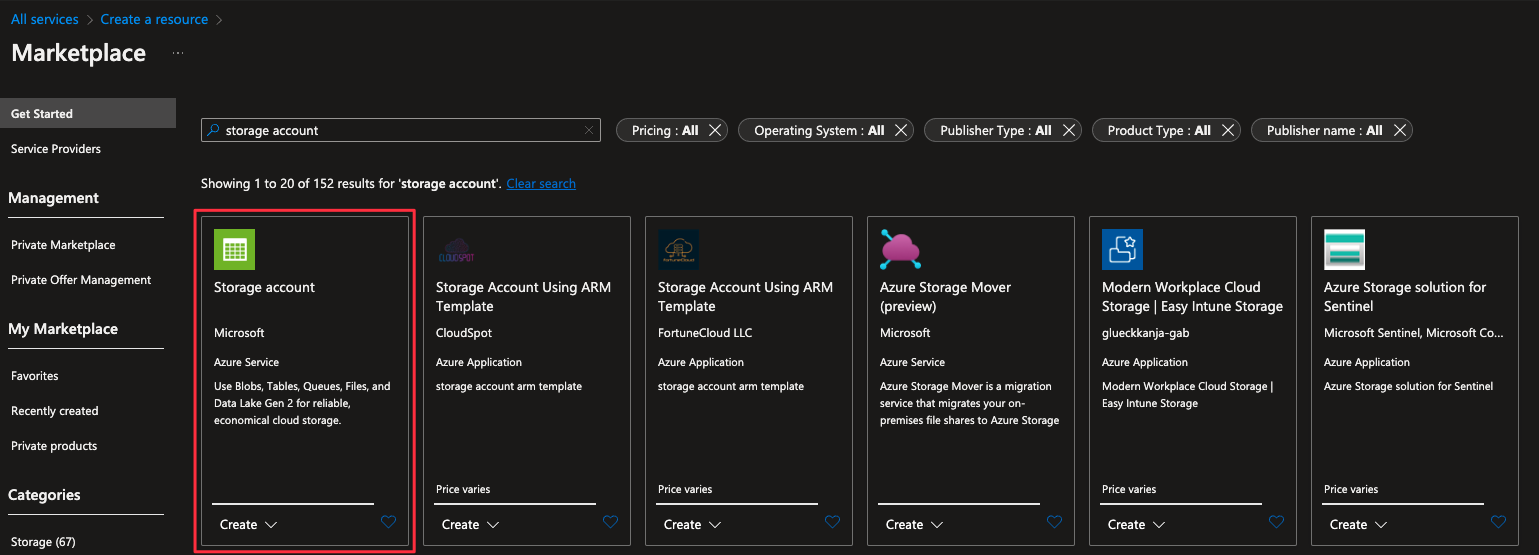 All services > Create a resource >
Marketplace ...
Get Started
Service Providers
Management
Private Marketplace
Private Offer Management
My Marketplace
Favorites
Recently created
Private products
Categories
Storage (67)
storage account
Pricing : All
Operating System : All
Publisher Type : All
Product Type : All
Publisher name : All
Showing 1 to 20 of 152 results for 'storage account'. Clear search
Storage account
Microsoft
Azure Service
Use Blobs, Tables, Queues, Files, and
Data Lake Gen 2 for reliable,
economical cloud storage.
Create
CLOUDSPOT
Storage Account Using ARM
Template
CloudSpot
Azure Application
storage account arm template
Price varies
Create
FortuneCloud
Storage Account Using ARM
Template
FortuneCloud LLC
Azure Application
storage account arm template
Price varies
Create
Azure Storage Mover
(preview)
Microsoft
Azure Service
Azure Storage Mover is a migration
service that migrates your on-
premises file shares to Azure Storage
Create
Modern Workplace Cloud
Storage | Easy Intune Storage
glueckkanja-gab
Azure Application
Modern Workplace Cloud Storage |
Easy Intune Storage
Price varies
Create
Azure Storage solution for
Sentinel
Microsoft Sentinel, Microsoft Co...
Azure Application
Azure Storage solution for Sentinel
Price varies
Create